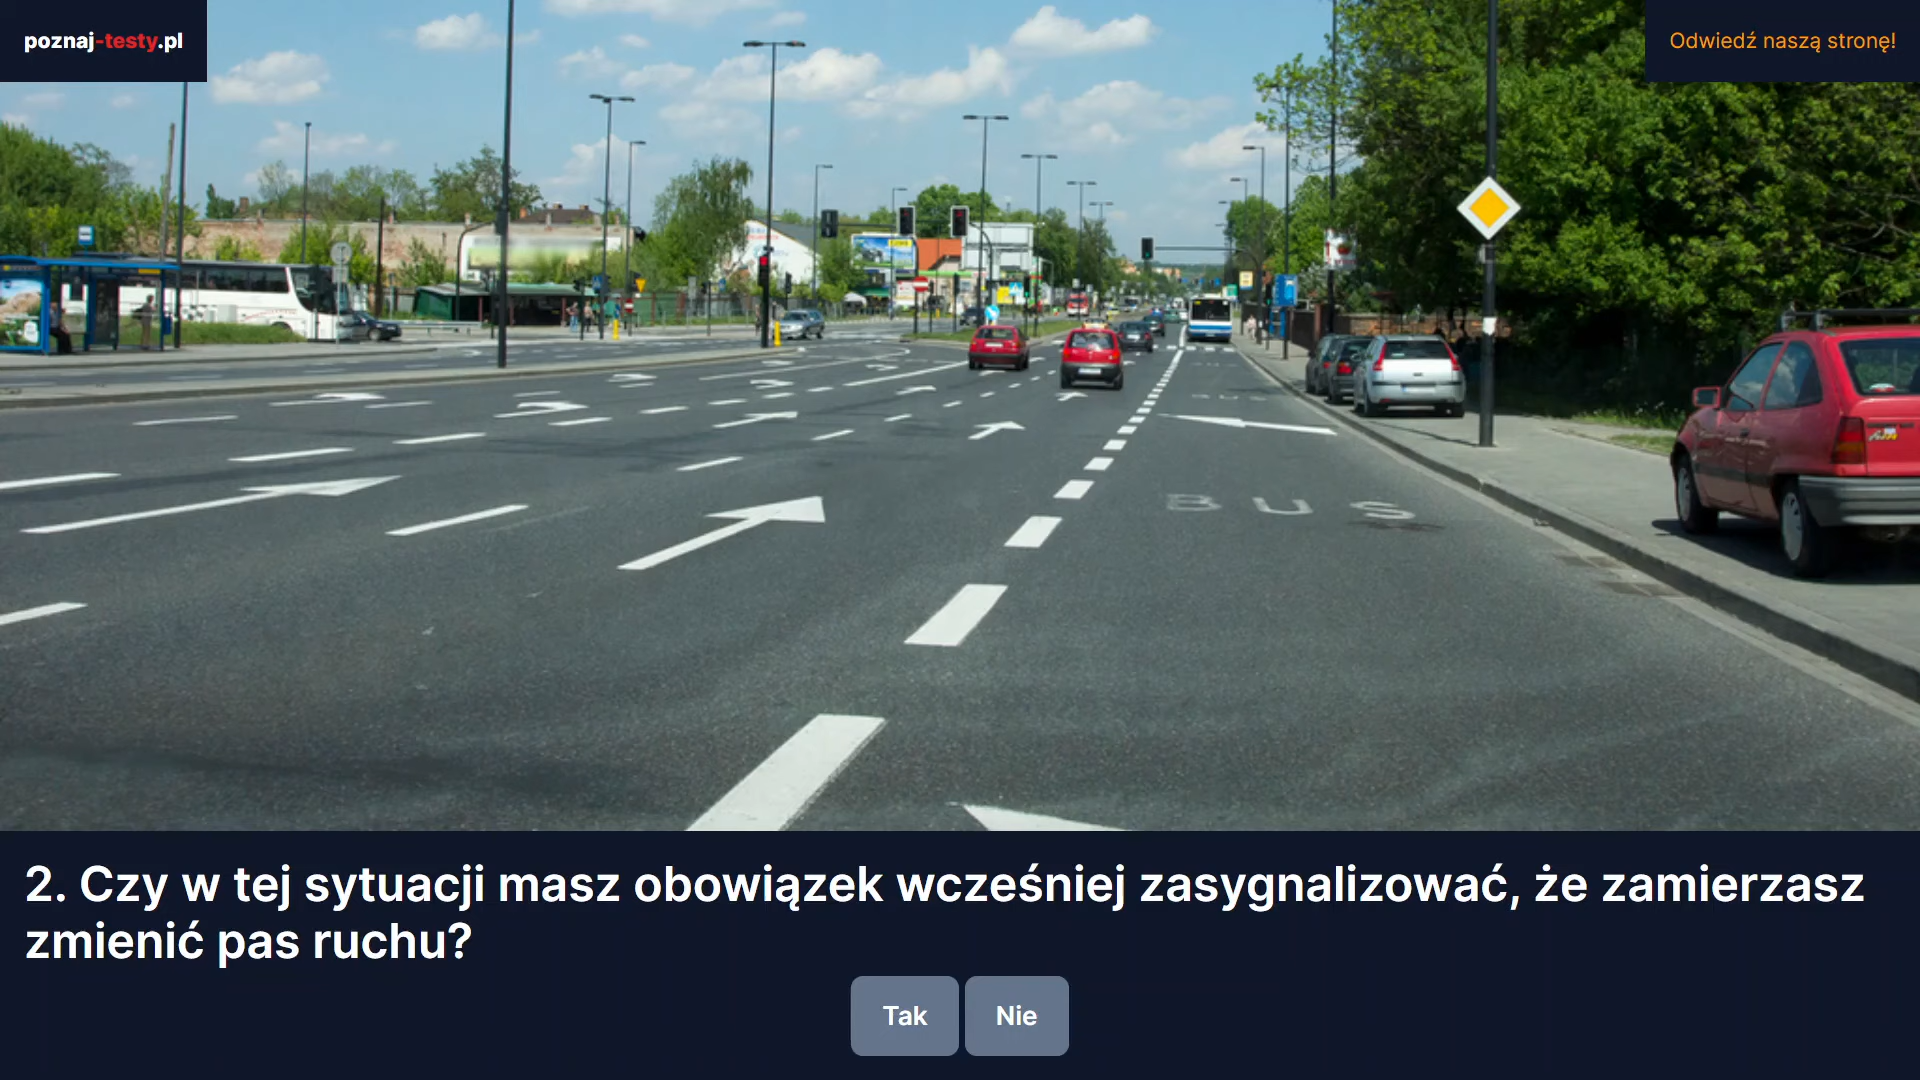 poznaj-testy.pl
Odwiedź naszą stronę!
BUS
2. Czy w tej sytuacji masz obowiązek wcześniej zasygnalizować, że zamierzasz
zmienić pas ruchu?
Tak
Nie